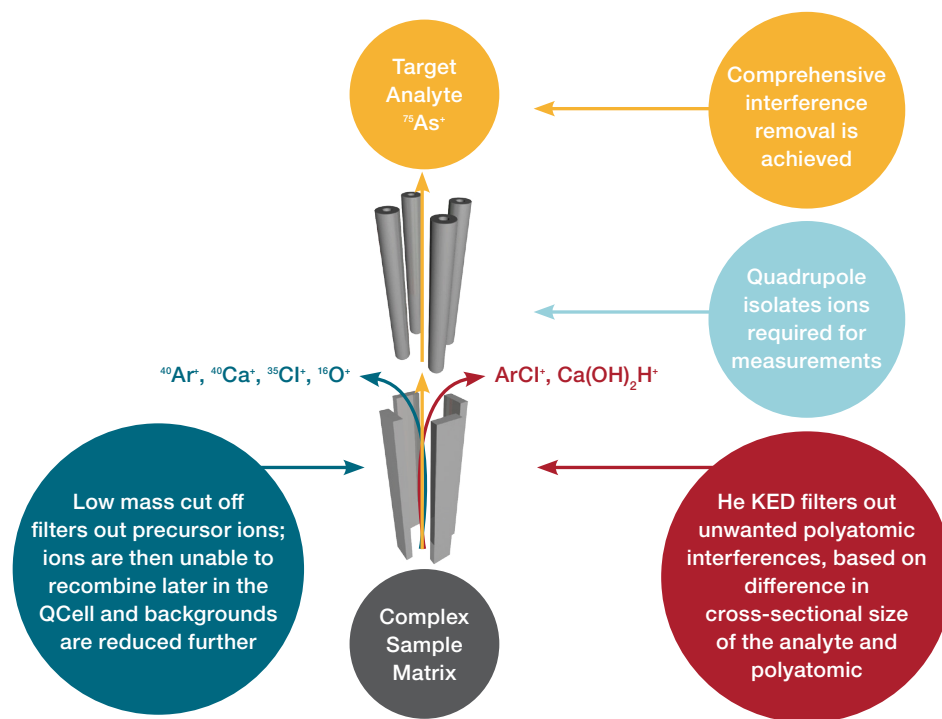 Target
Analyte
⁷⁵As⁺
Comprehensive
interference
removal is
achieved
Quadrupole
isolates ions
required for
measurements
⁴⁰Ar⁺, ⁴⁰Ca⁺, ³⁵Cl⁺, ¹⁶O⁺
ArCl⁺, Ca(OH)₂H⁺
Low mass cut off
filters out precursor ions;
ions are then unable to
recombine later in the
QCell and backgrounds
are reduced further
He KED filters out
unwanted polyatomic
interferences, based on
difference in
cross-sectional size
of the analyte and
polyatomic
Complex
Sample
Matrix